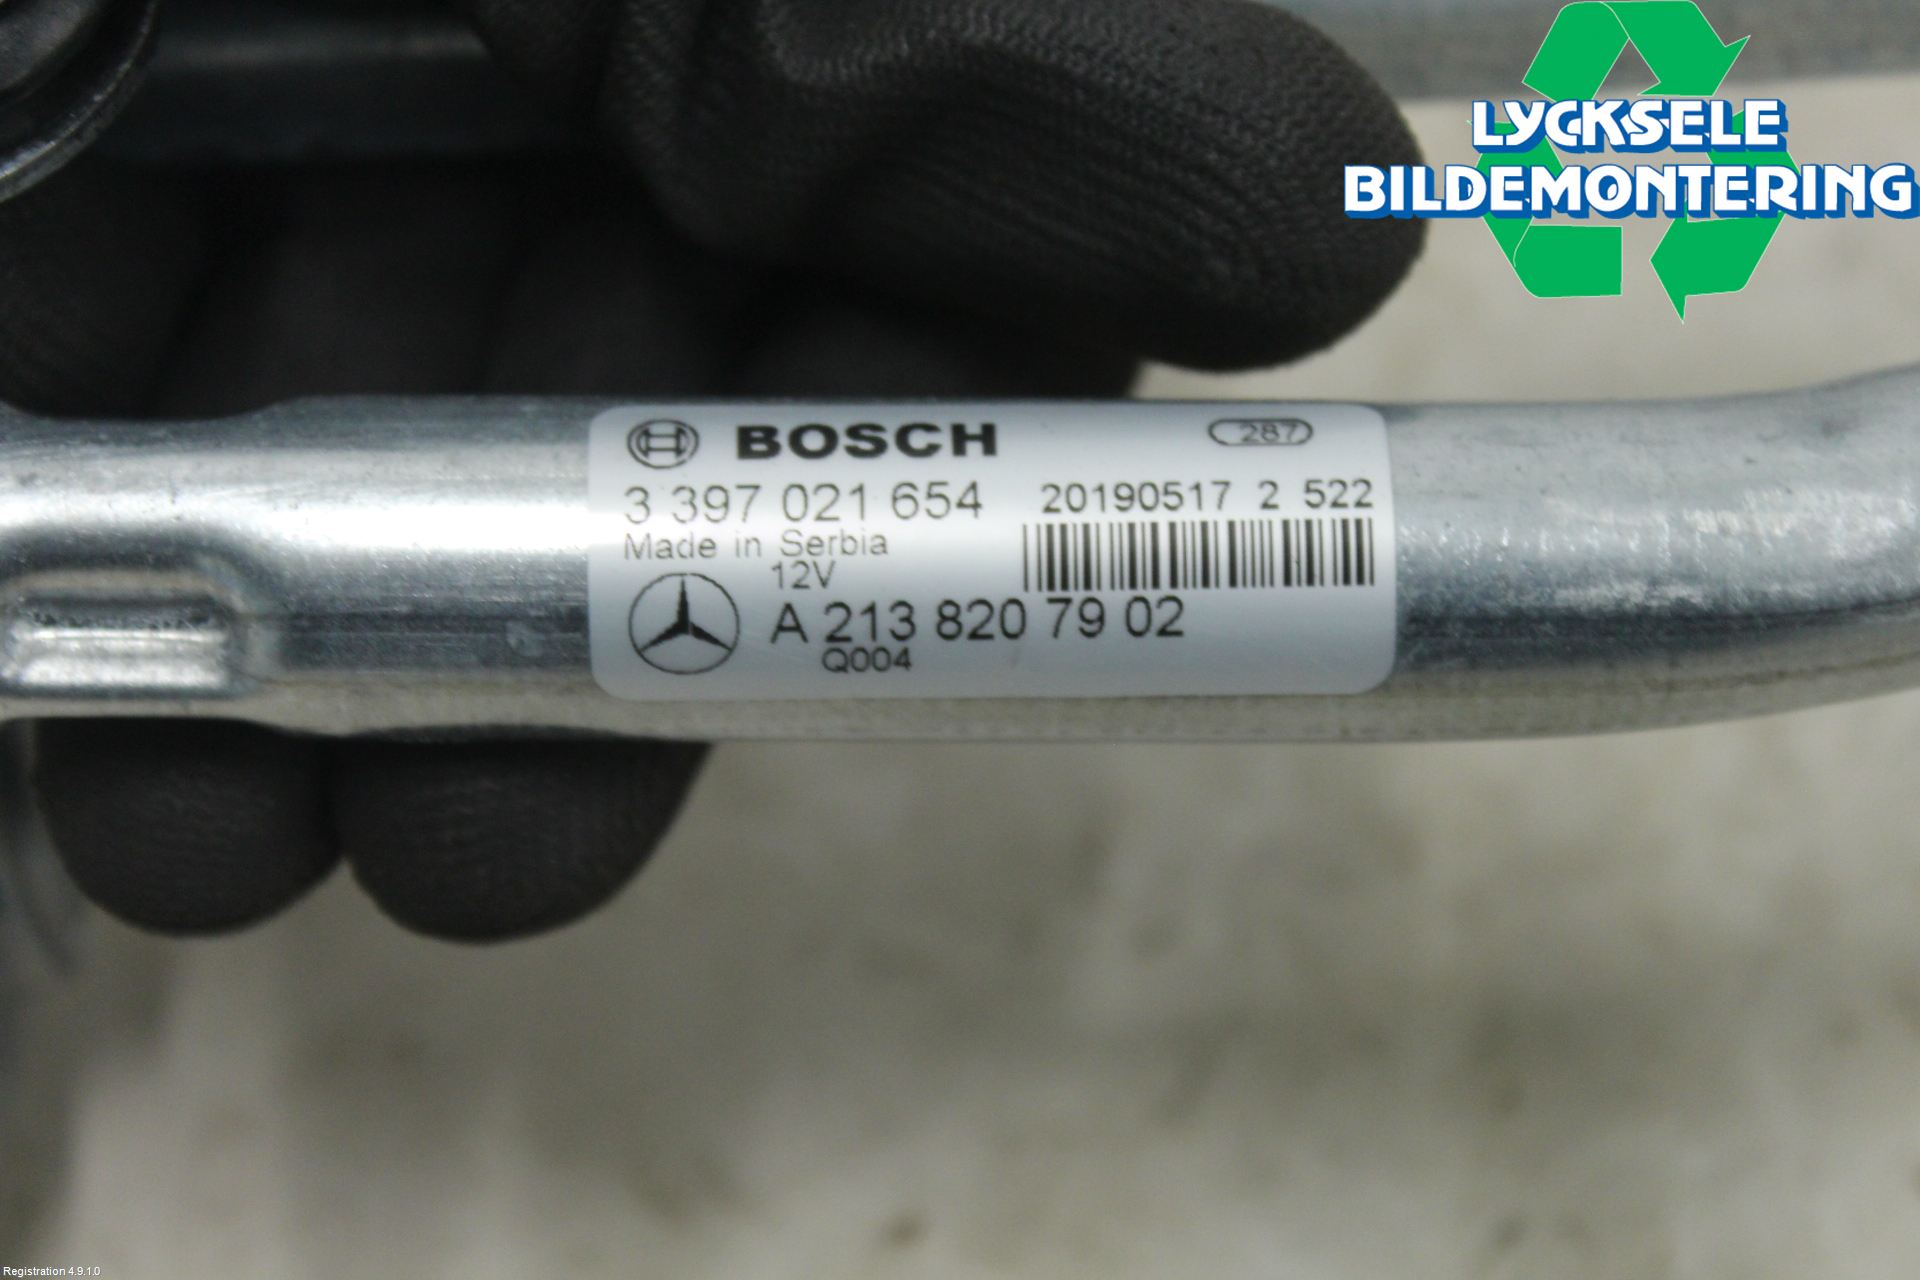 LYCKSELE
BILDEMONTERING
BOSCH
287
3 397 021 654
20190517 2 522
Made in Serbia
12V
A 213 820 79 02
Q004
Registration 4.9.1.0